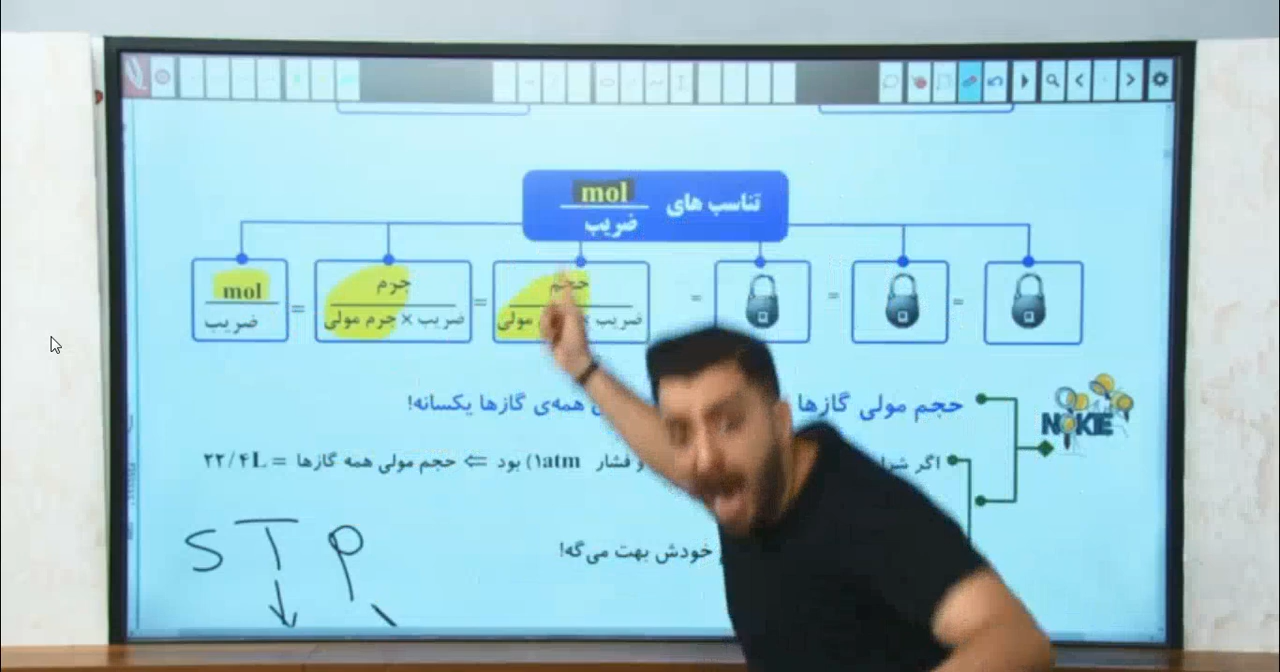 تناسب های mol
ضریب
mol
ضریب
=
جرم
ضریب × جرم مولی
=
حجم
ضریب × مولی
=
=
=
حجم مولی گازها همه‌ی گازها یکسانه!
NOKTE
اگر و فشار ۱atm) بود ⇐ حجم مولی همه گازها = ۲۲/۴L
خودش بهت می‌گه!
STP